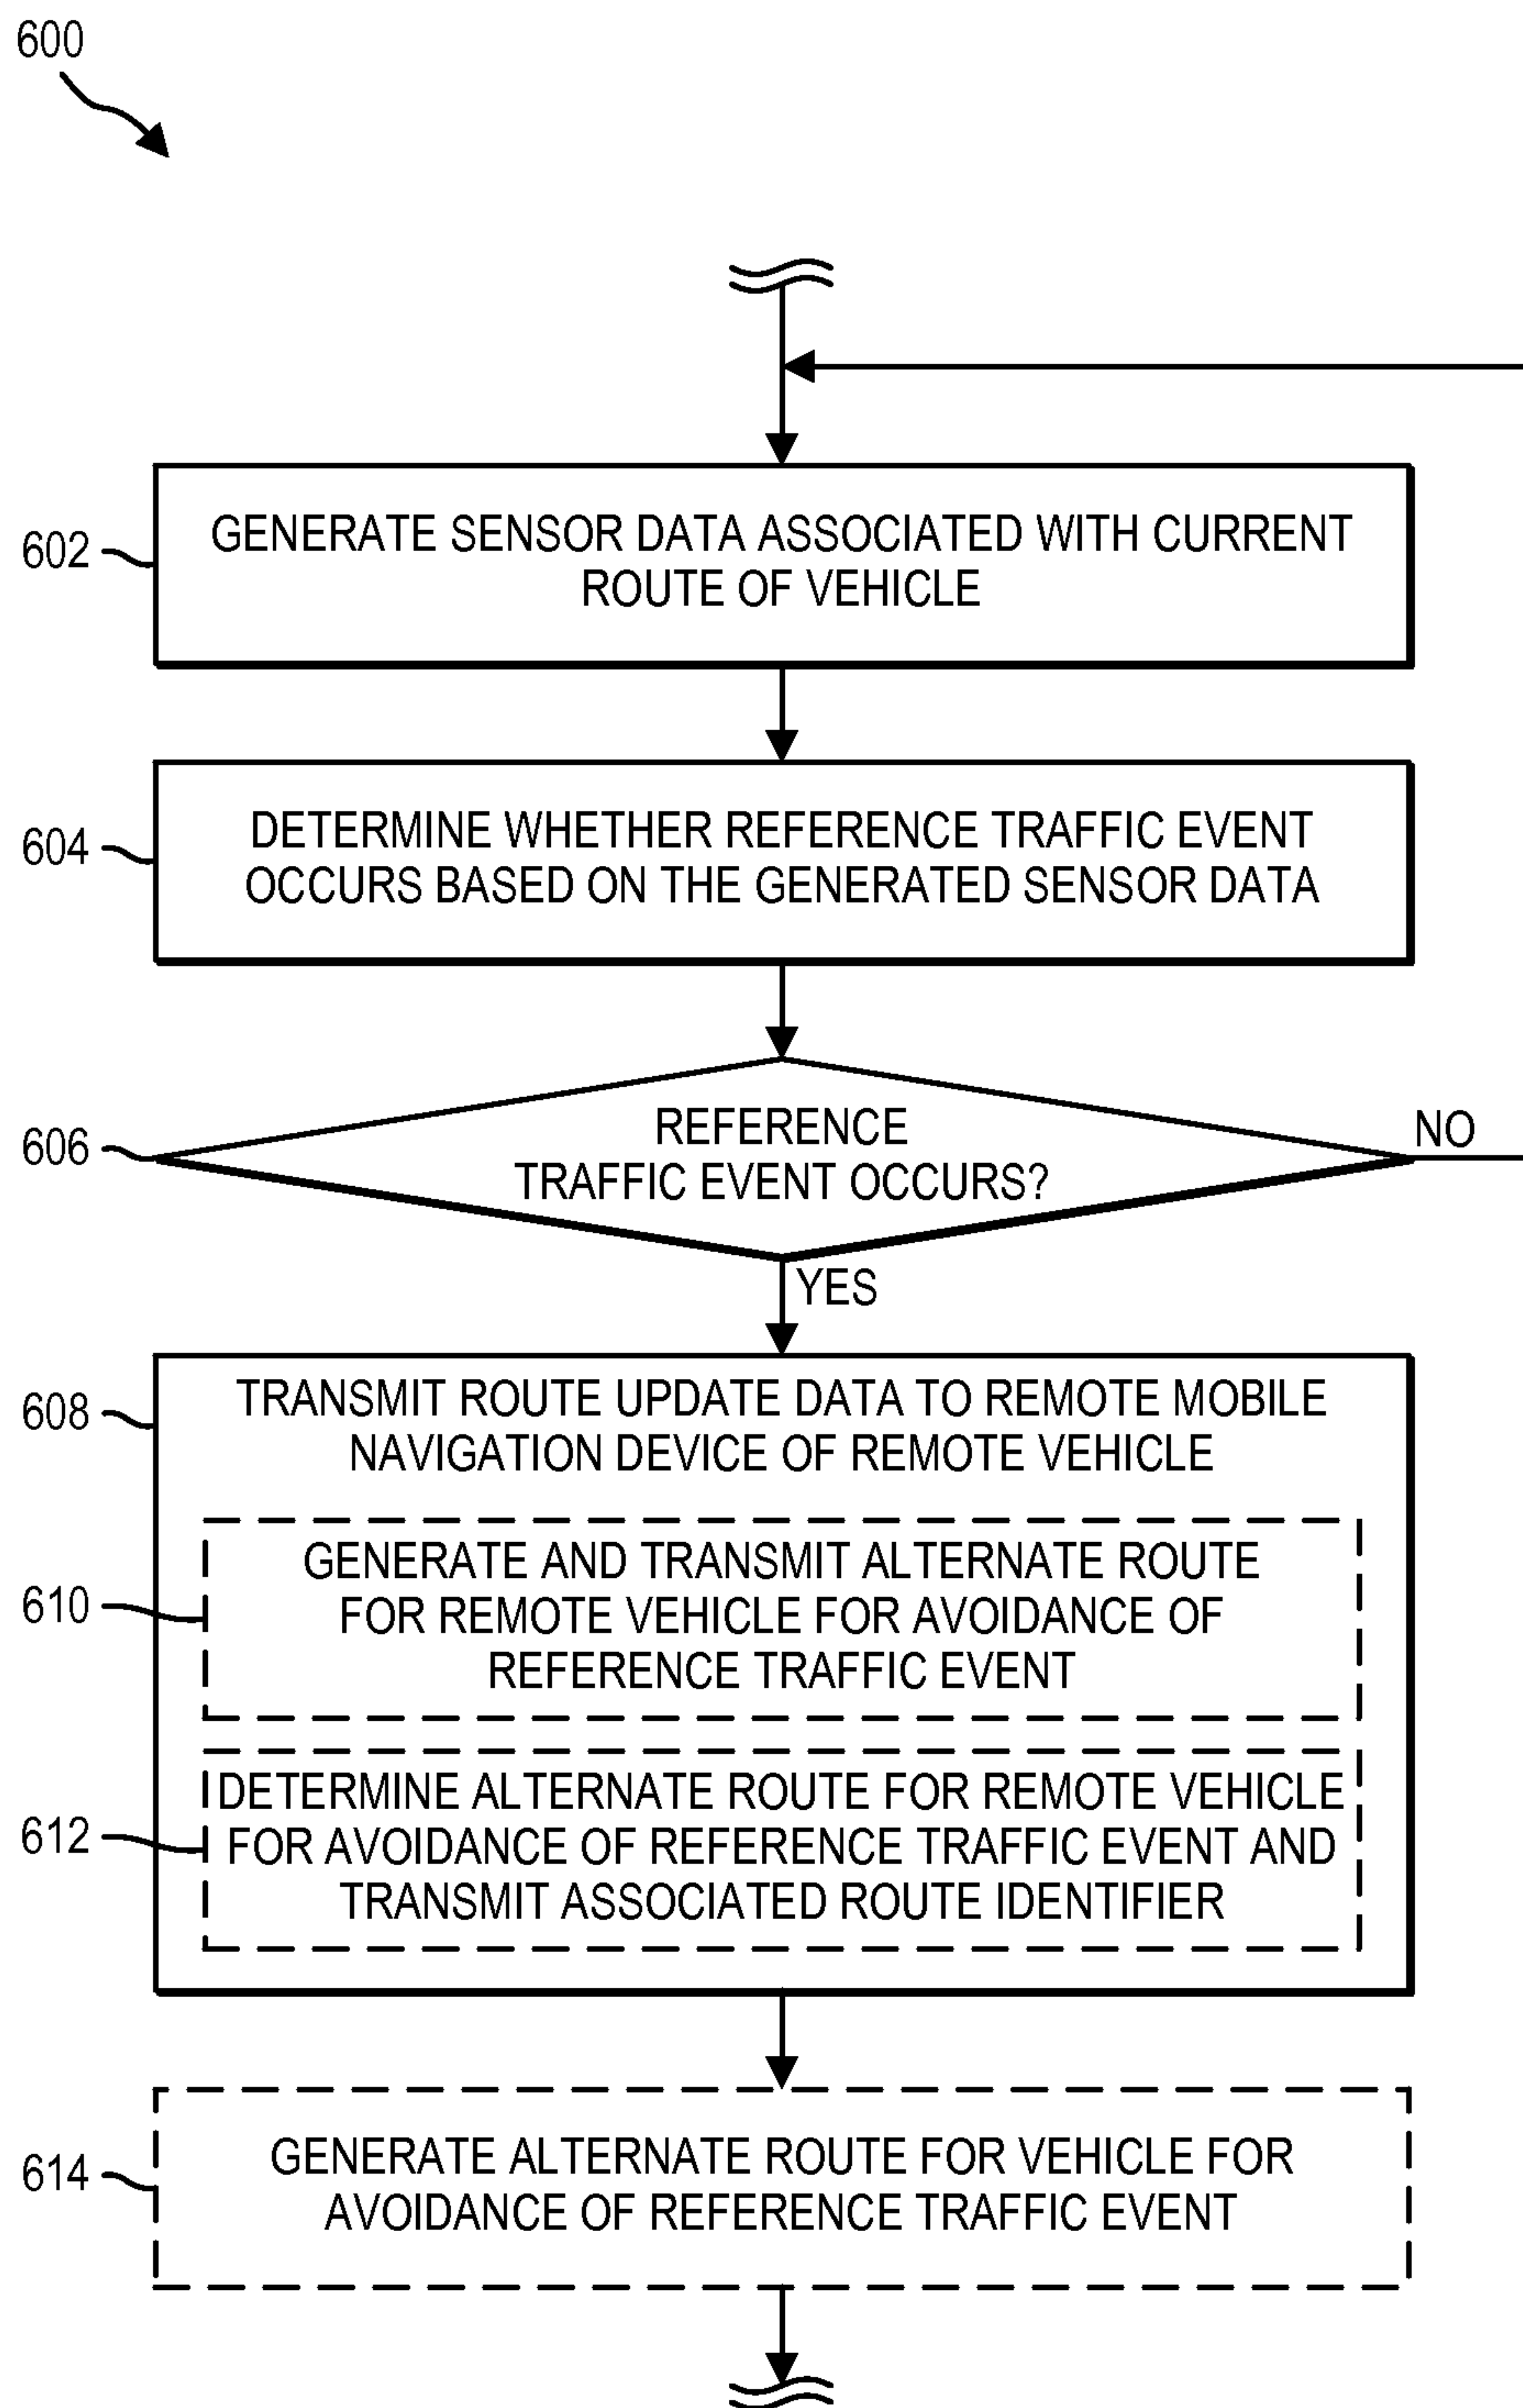 600
602
GENERATE SENSOR DATA ASSOCIATED WITH CURRENT
ROUTE OF VEHICLE
604
DETERMINE WHETHER REFERENCE TRAFFIC EVENT
OCCURS BASED ON THE GENERATED SENSOR DATA
606
REFERENCE
TRAFFIC EVENT OCCURS?
NO
YES
608
TRANSMIT ROUTE UPDATE DATA TO REMOTE MOBILE
NAVIGATION DEVICE OF REMOTE VEHICLE
610
GENERATE AND TRANSMIT ALTERNATE ROUTE
FOR REMOTE VEHICLE FOR AVOIDANCE OF
REFERENCE TRAFFIC EVENT
612
DETERMINE ALTERNATE ROUTE FOR REMOTE VEHICLE
FOR AVOIDANCE OF REFERENCE TRAFFIC EVENT AND
TRANSMIT ASSOCIATED ROUTE IDENTIFIER
614
GENERATE ALTERNATE ROUTE FOR VEHICLE FOR
AVOIDANCE OF REFERENCE TRAFFIC EVENT